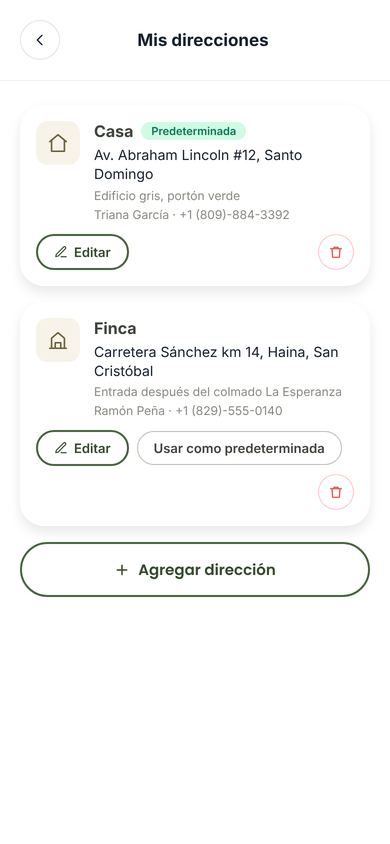 Mis direcciones
Casa
Predeterminada
Av. Abraham Lincoln #12, Santo
Domingo
Edificio gris, portón verde
Triana García · +1 (809)-884-3392
Editar
Finca
Carretera Sánchez km 14, Haina, San
Cristóbal
Entrada después del colmado La Esperanza
Ramón Peña · +1 (829)-555-0140
Editar
Usar como predeterminada
Agregar dirección